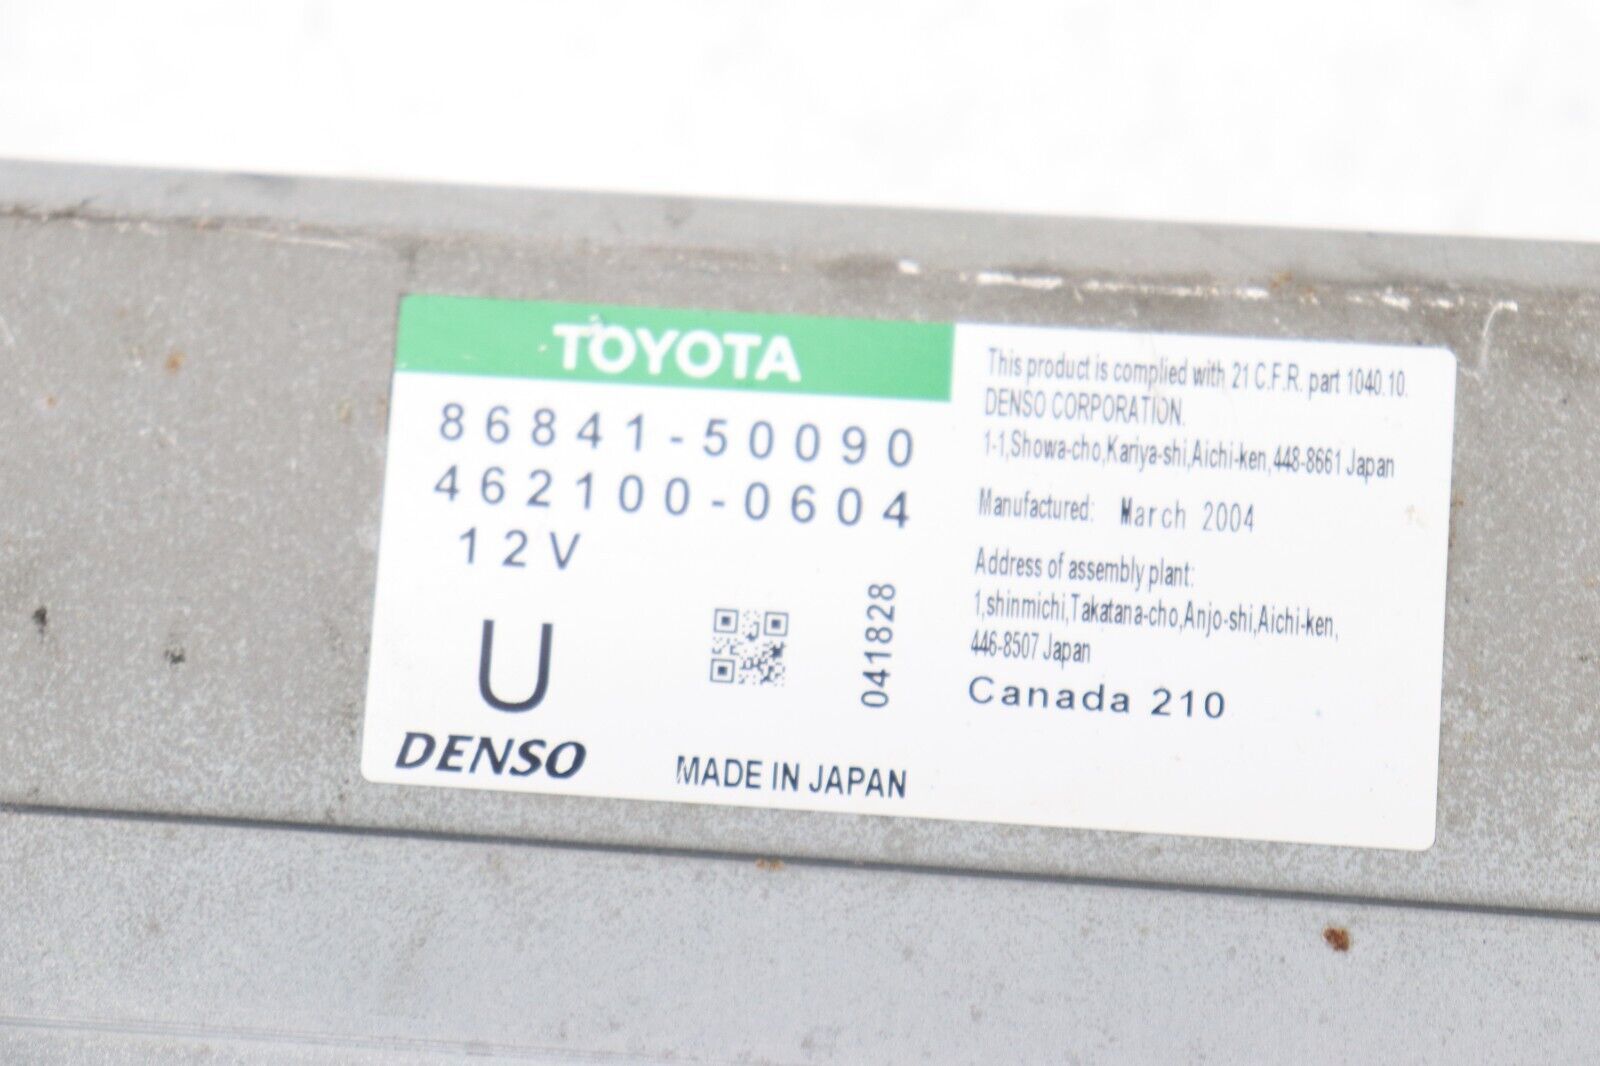 TOYOTA
86841-50090
462100-0604
12V
U
041828
DENSO
MADE IN JAPAN
This product is complied with 21 C.F.R. part 1040.10.
DENSO CORPORATION.
1-1,Showa-cho,Kariya-shi,Aichi-ken,448-8661 Japan
Manufactured: March 2004
Address of assembly plant:
1,shinmichi,Takatana-cho,Anjo-shi,Aichi-ken,
446-8507 Japan
Canada 210